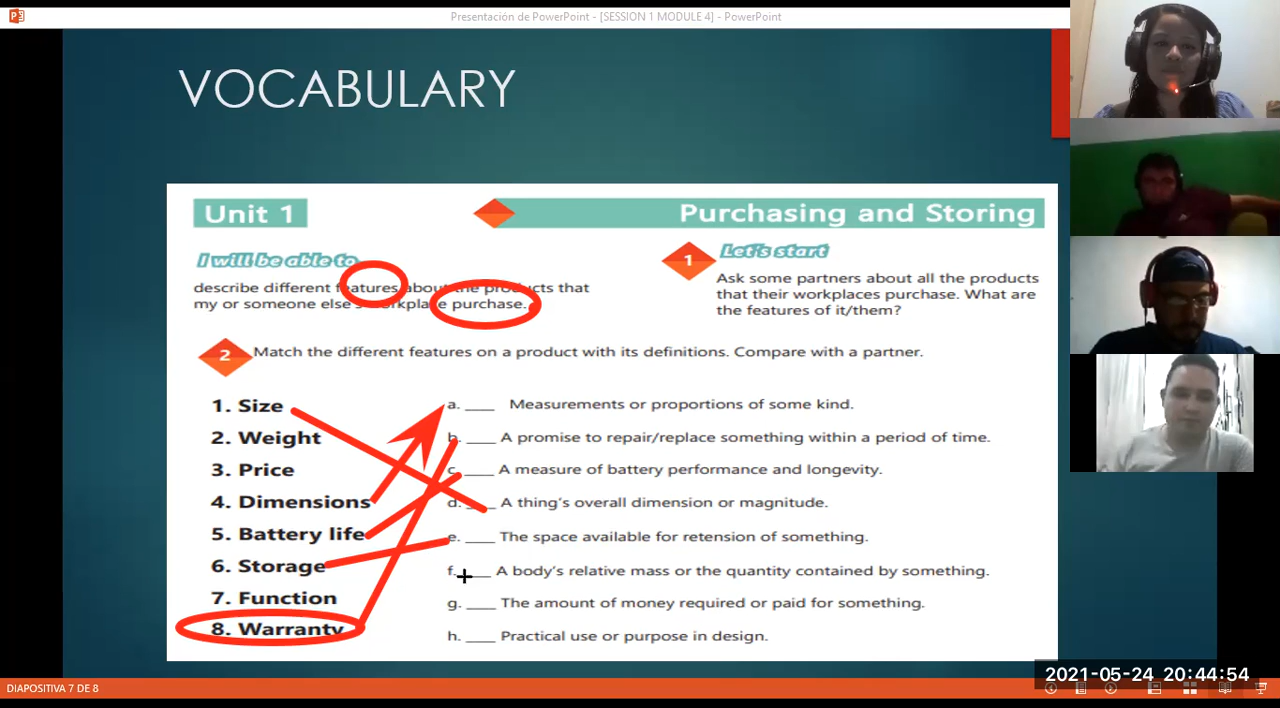 Presentación de PowerPoint - [SESSION 1 MODULE 4] - PowerPoint
VOCABULARY
Unit 1
Purchasing and Storing
I will be able to
describe different features about the products that
my or someone else's workplace purchase.
1
Let's start
Ask some partners about all the products
that their workplaces purchase. What are
the features of it/them?
2
Match the different features on a product with its definitions. Compare with a partner.
1. Size
2. Weight
3. Price
4. Dimensions
5. Battery life
6. Storage
7. Function
8. Warranty
a. ____ Measurements or proportions of some kind.
b. ____ A promise to repair/replace something within a period of time.
c. ____ A measure of battery performance and longevity.
d. ____ A thing's overall dimension or magnitude.
e. ____ The space available for retension of something.
f. ____ A body's relative mass or the quantity contained by something.
g. ____ The amount of money required or paid for something.
h. ____ Practical use or purpose in design.
2021-05-24 20:44:54
DIAPOSITIVA 7 DE 8